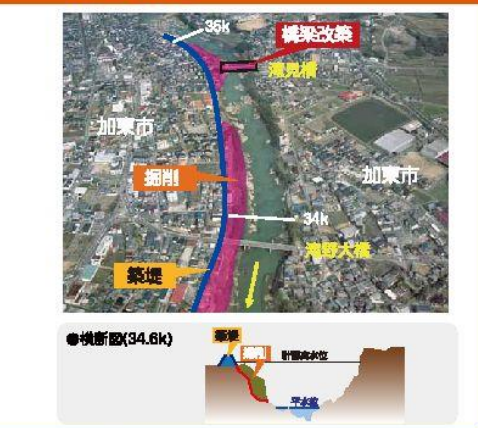 35k
橋梁改築
滝見橋
加東市
掘削
加東市
34k
滝野大橋
築堤
●横断図(34.6k)
築堤
掘削
計画高水位
平水位